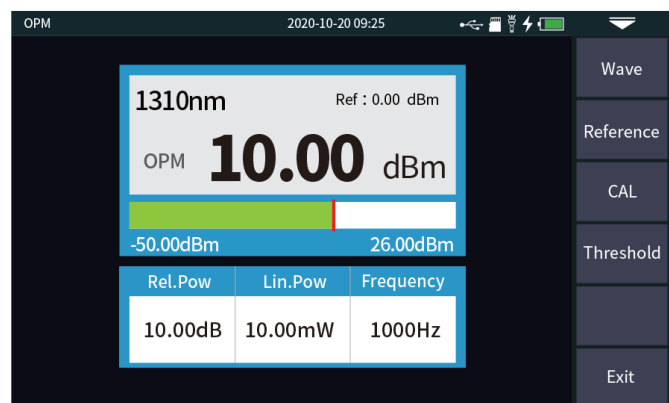 OPM 2020-10-20 09:25
1310nm Ref : 0.00 dBm
OPM 10.00 dBm
-50.00dBm 26.00dBm
Rel.Pow Lin.Pow Frequency
10.00dB 10.00mW 1000Hz
Wave
Reference
CAL
Threshold
Exit